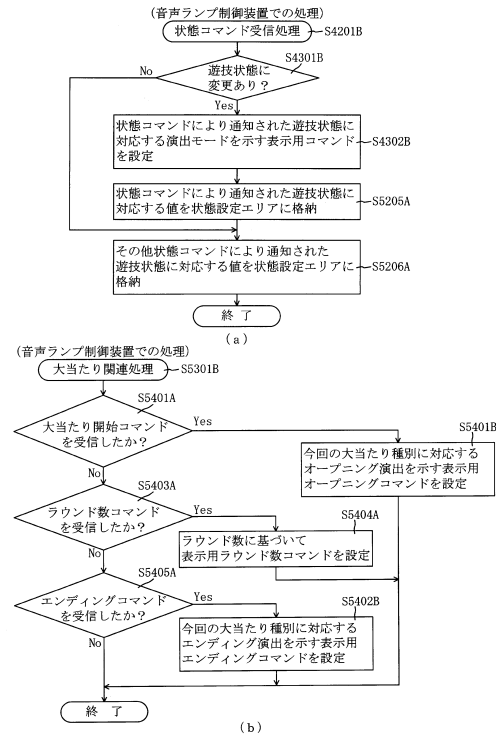 (音声ランプ制御装置での処理)
状態コマンド受信処理
S4201B
S4301B
遊技状態に
変更あり?
No
Yes
状態コマンドにより通知された遊技状態に
対応する演出モードを示す表示用コマンド
を設定
S4302B
状態コマンドにより通知された遊技状態に
対応する値を状態設定エリアに格納
S5205A
その他状態コマンドにより通知された
遊技状態に対応する値を状態設定エリアに
格納
S5206A
終 了
(a)
(音声ランプ制御装置での処理)
大当たり関連処理
S5301B
S5401A
大当たり開始コマンド
を受信したか?
Yes
No
S5401B
今回の大当たり種別に対応する
オープニング演出を示す表示用
オープニングコマンドを設定
S5403A
ラウンド数コマンド
を受信したか?
Yes
No
S5404A
ラウンド数に基づいて
表示用ラウンド数コマンドを設定
S5405A
エンディングコマンド
を受信したか?
Yes
No
S5402B
今回の大当たり種別に対応する
エンディング演出を示す表示用
エンディングコマンドを設定
終 了
(b)